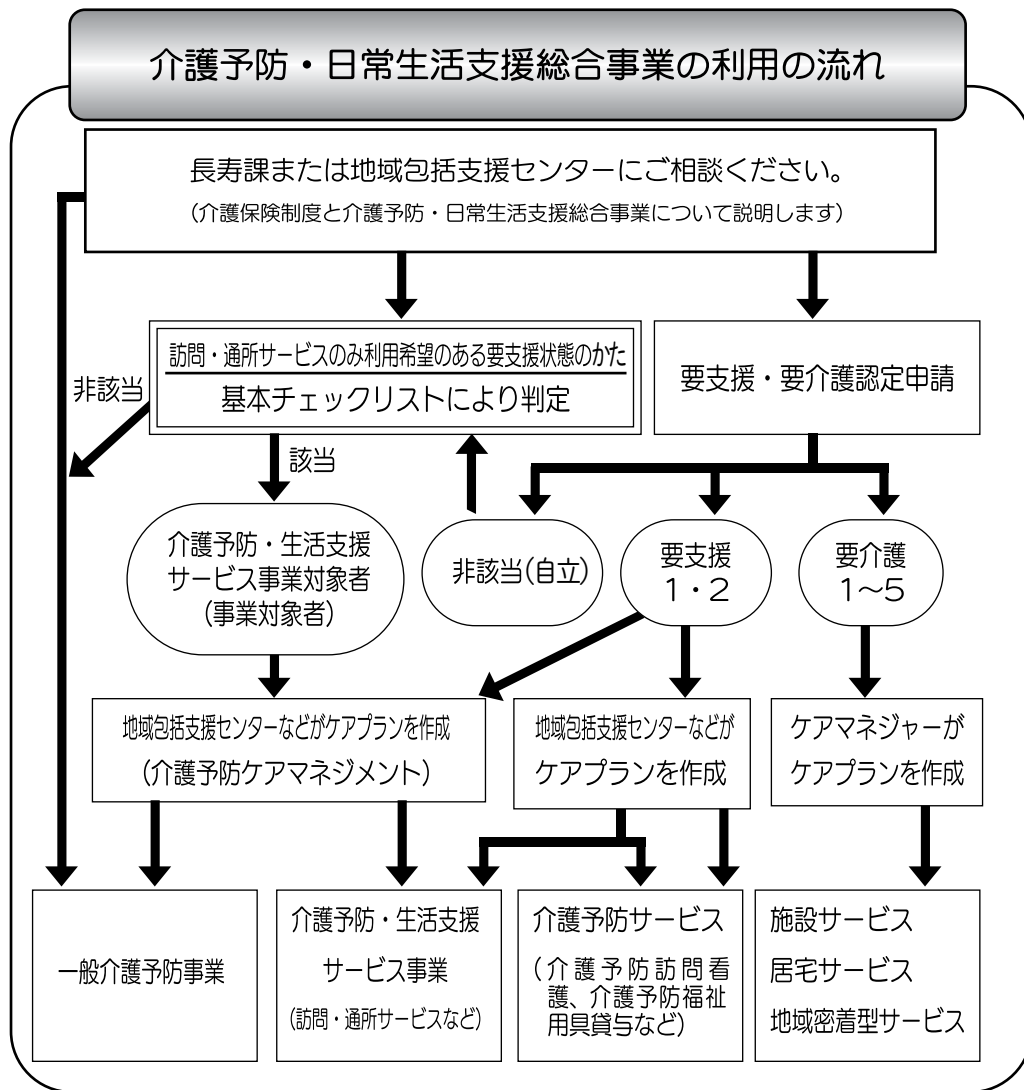 介護予防・日常生活支援総合事業の利用の流れ
長寿課または地域包括支援センターにご相談ください。
(介護保険制度と介護予防・日常生活支援総合事業について説明します)
訪問・通所サービスのみ利用希望のある要支援状態のかた
基本チェックリストにより判定
要支援・要介護認定申請
非該当
該当
介護予防・生活支援
サービス事業対象者
(事業対象者)
非該当(自立)
要支援
1・2
要介護
1〜5
地域包括支援センターなどがケアプランを作成
(介護予防ケアマネジメント)
地域包括支援センターなどが
ケアプランを作成
ケアマネジャーが
ケアプランを作成
一般介護予防事業
介護予防・生活支援
サービス事業
(訪問・通所サービスなど)
介護予防サービス
(介護予防訪問看
護、介護予防福祉
用具貸与など)
施設サービス
居宅サービス
地域密着型サービス